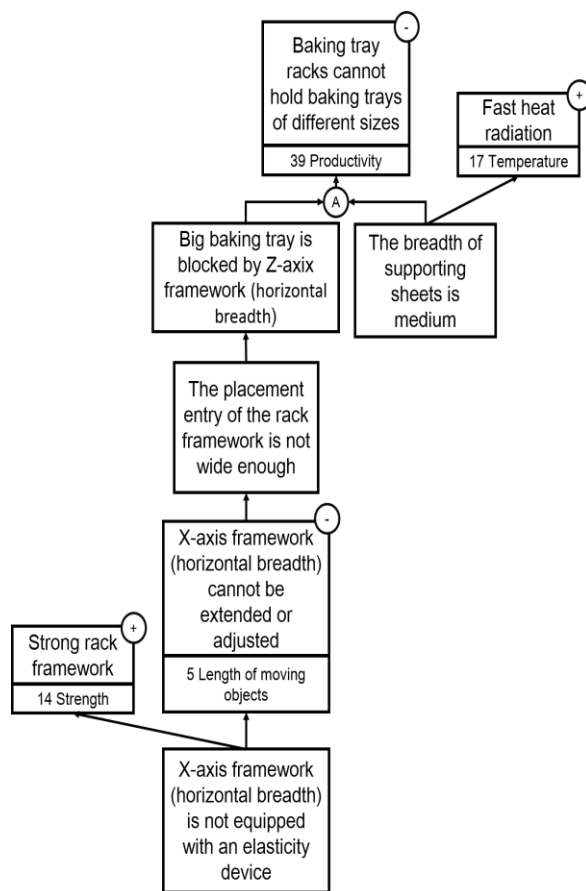 -
Baking tray
racks cannot
hold baking trays
of different sizes
39 Productivity
+
Fast heat
radiation
17 Temperature
A
Big baking tray is
blocked by Z-axix
framework (horizontal
breadth)
The breadth of
supporting
sheets is
medium
The placement
entry of the rack
framework is not
wide enough
-
X-axis framework
(horizontal breadth)
cannot be
extended or
adjusted
5 Length of moving
objects
+
Strong rack
framework
14 Strength
X-axis framework
(horizontal breadth)
is not equipped
with an elasticity
device